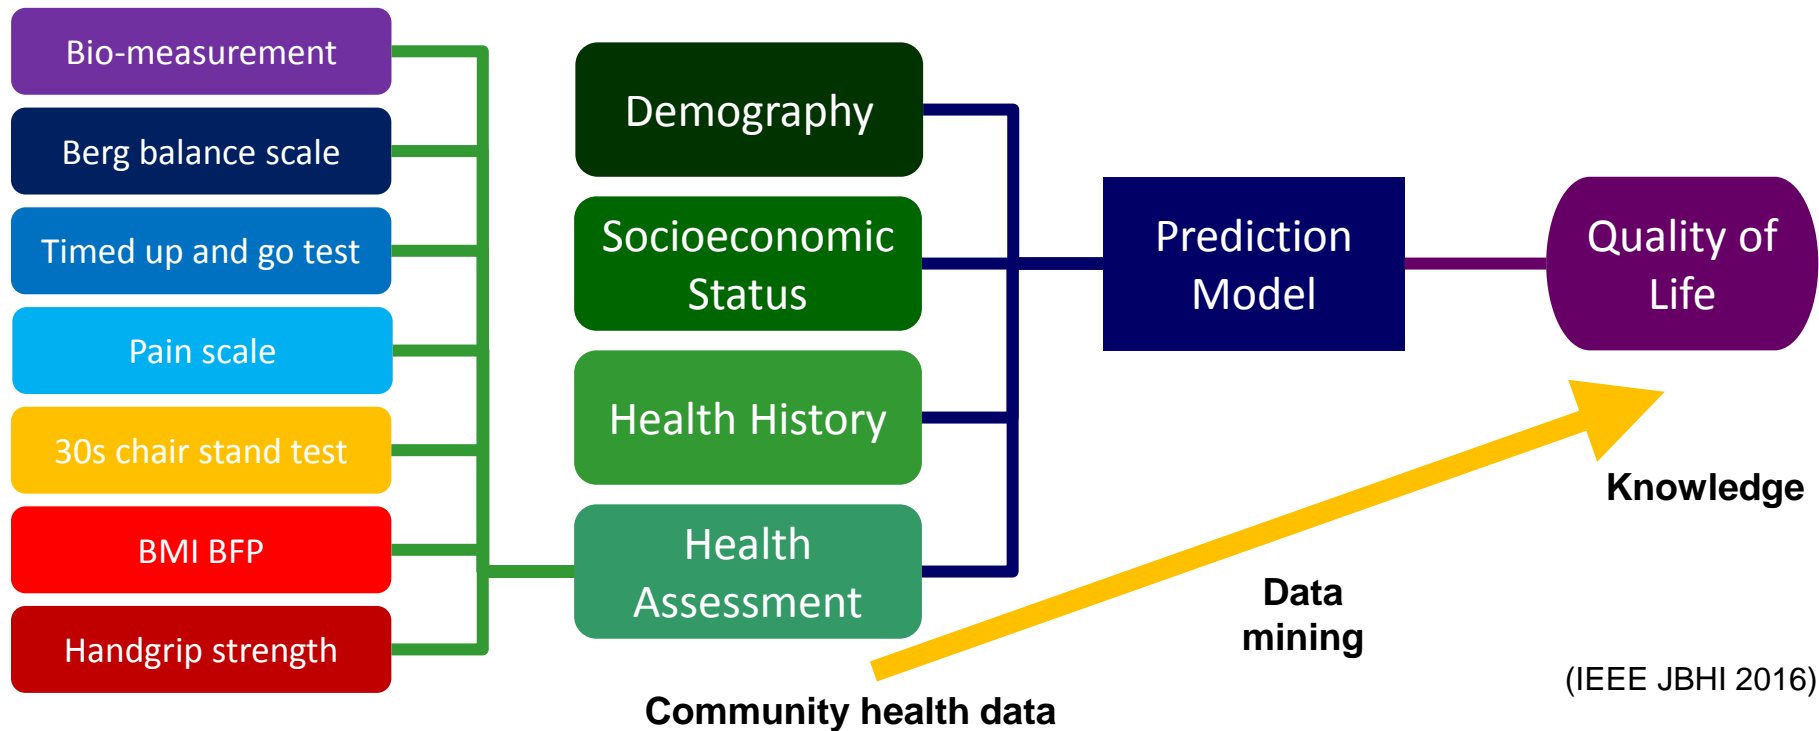 Bio-measurement
Berg balance scale
Timed up and go test
Pain scale
30s chair stand test
BMI BFP
Handgrip strength
Demography
Socioeconomic
Status
Health History
Health
Assessment
Prediction
Model
Quality of
Life
Knowledge
Data
mining
Community health data
(IEEE JBHI 2016)